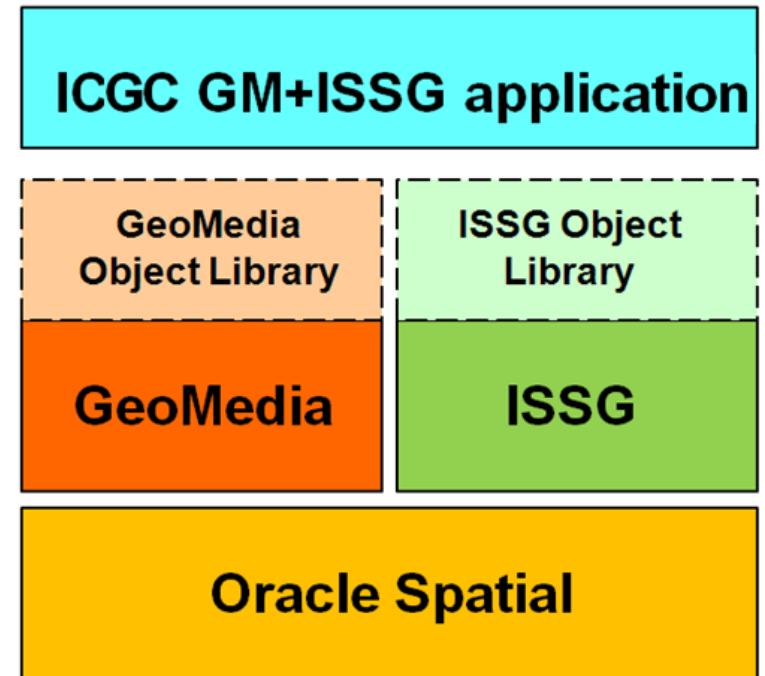 ICGC GM+ISSG application
GeoMedia
Object Library
ISSG Object
Library
GeoMedia
ISSG
Oracle Spatial